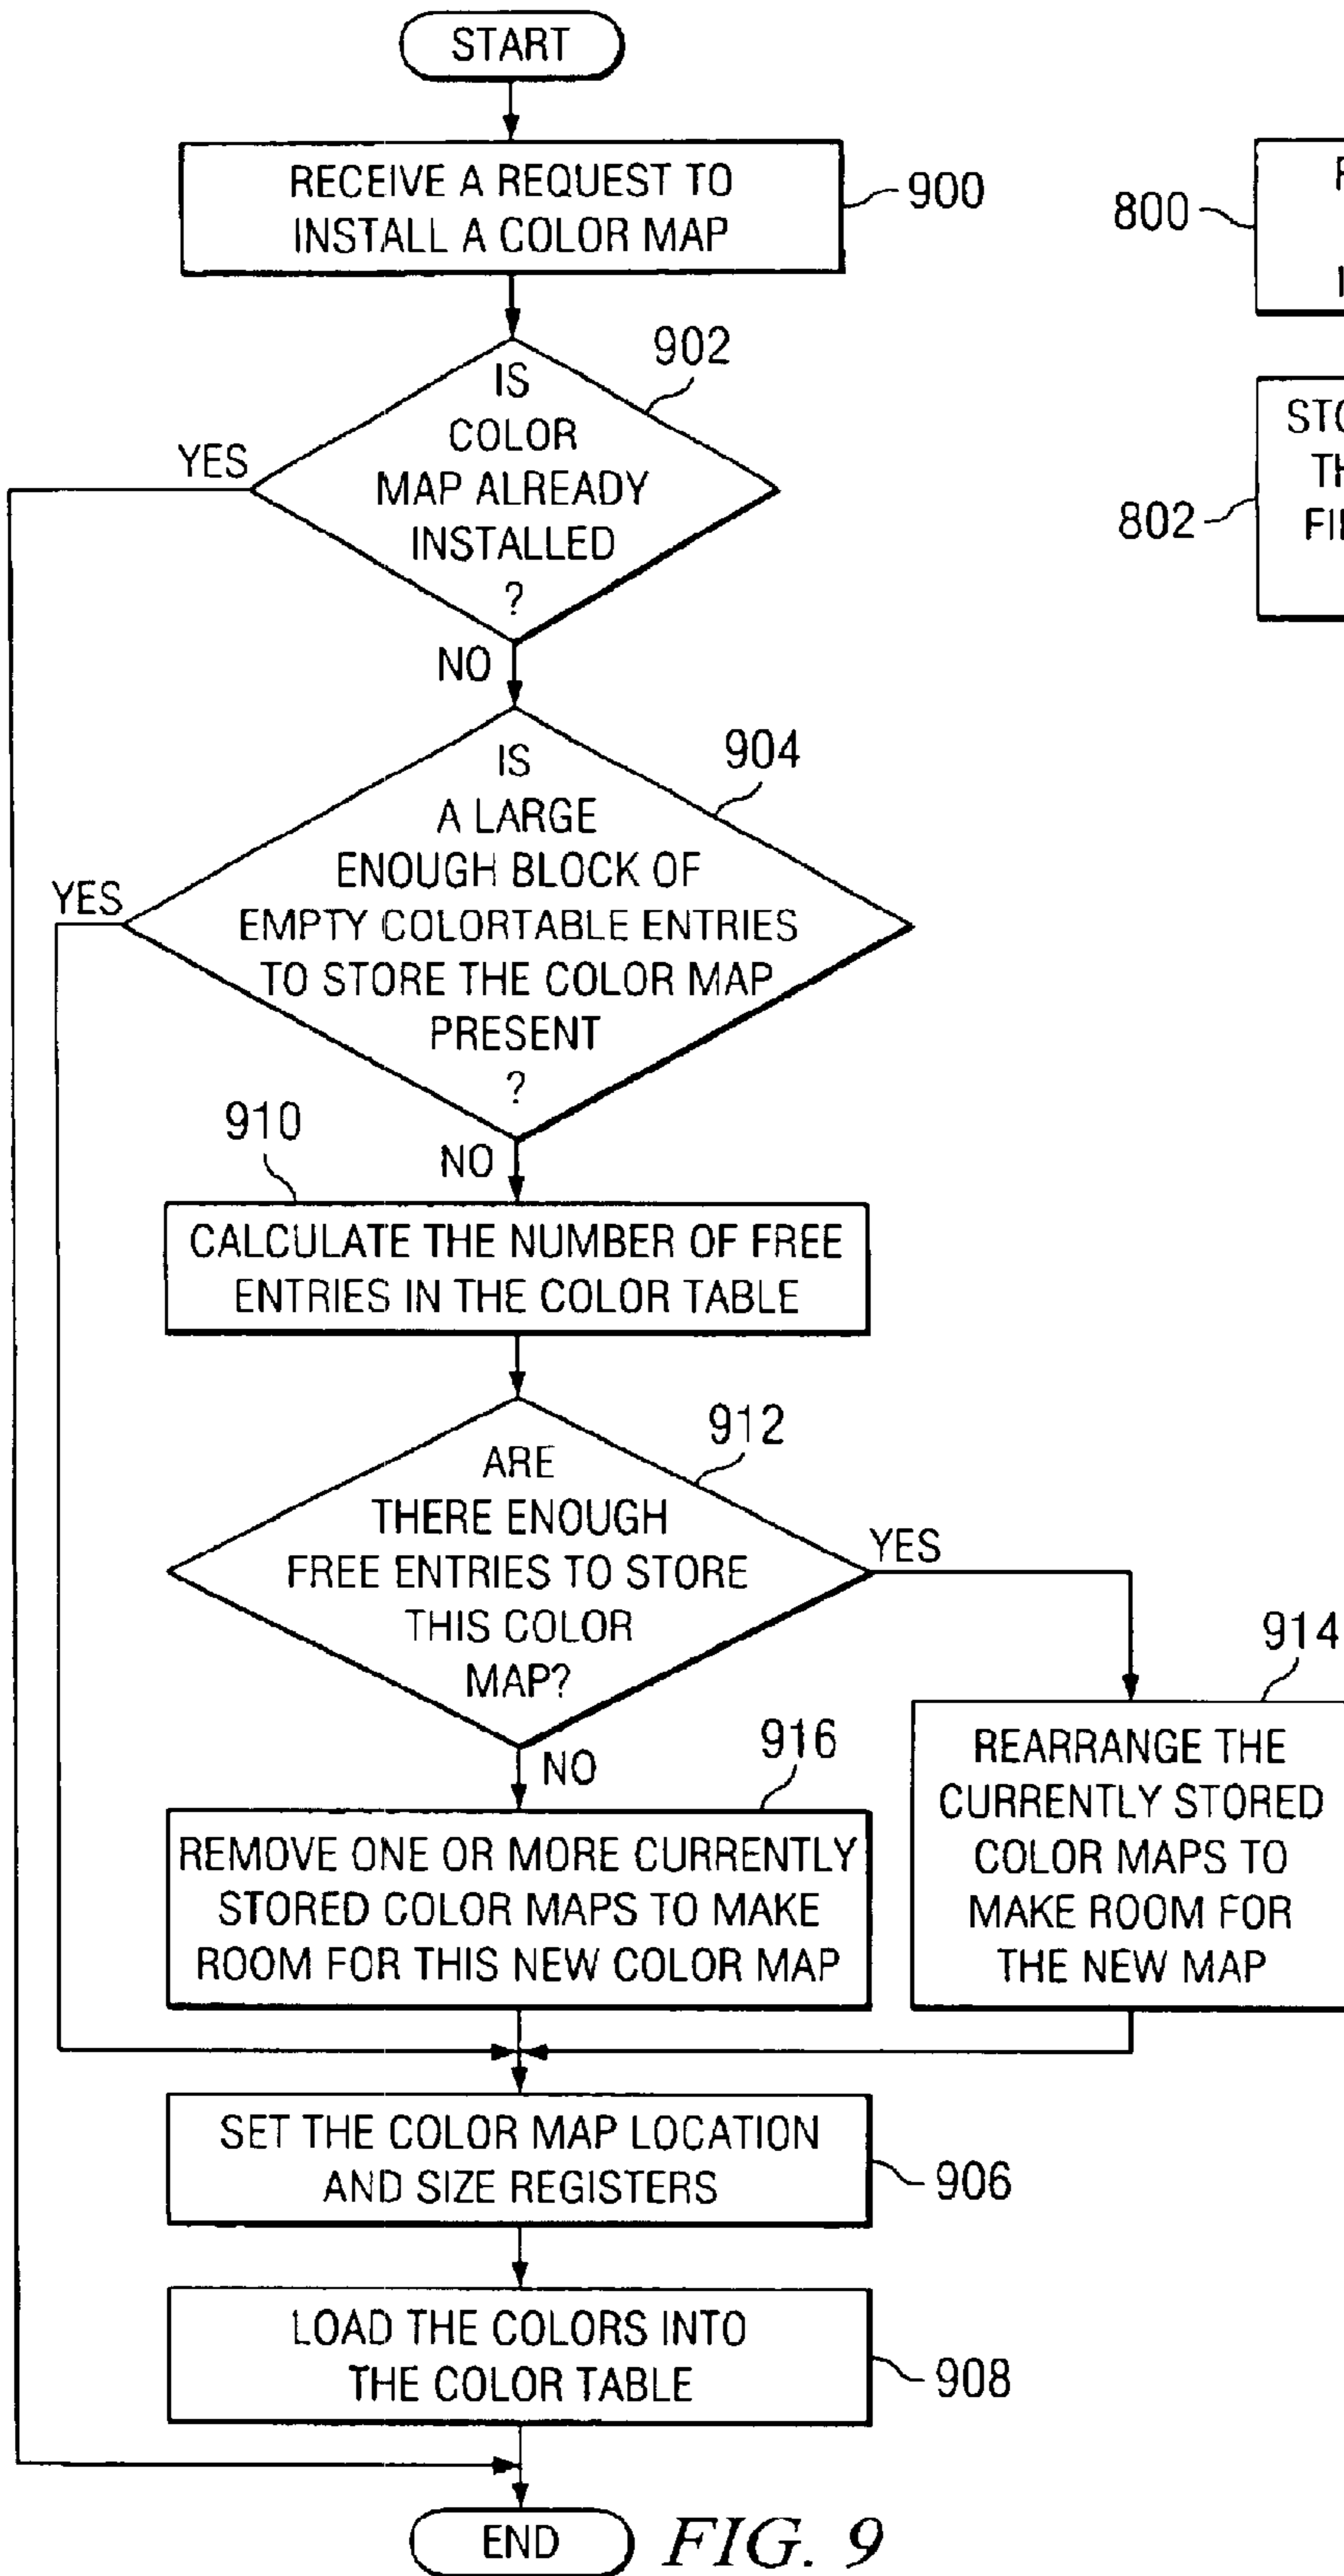 START
RECEIVE A REQUEST TO
INSTALL A COLOR MAP
900
IS
COLOR
MAP ALREADY
INSTALLED
?
902
YES
NO
IS
A LARGE
ENOUGH BLOCK OF
EMPTY COLORTABLE ENTRIES
TO STORE THE COLOR MAP
PRESENT
?
904
YES
NO
910
CALCULATE THE NUMBER OF FREE
ENTRIES IN THE COLOR TABLE
ARE
THERE ENOUGH
FREE ENTRIES TO STORE
THIS COLOR
MAP?
912
YES
NO
914
REARRANGE THE
CURRENTLY STORED
COLOR MAPS TO
MAKE ROOM FOR
THE NEW MAP
916
REMOVE ONE OR MORE CURRENTLY
STORED COLOR MAPS TO MAKE
ROOM FOR THIS NEW COLOR MAP
SET THE COLOR MAP LOCATION
AND SIZE REGISTERS
906
LOAD THE COLORS INTO
THE COLOR TABLE
908
END
FIG. 9
800
802